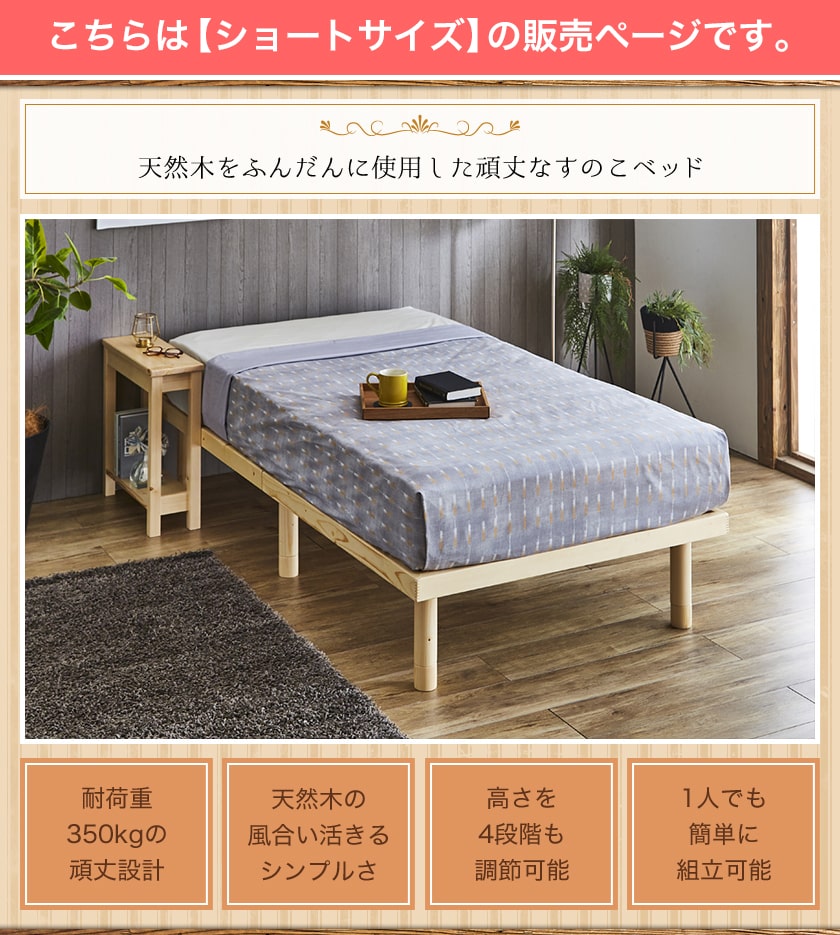 こちらは【ショートサイズ】の販売ページです。
天然木をふんだんに使用した頑丈なすのこベッド
耐荷重
350kgの
頑丈設計
天然木の
風合い活きる
シンプルさ
高さを
4段階も
調節可能
1人でも
簡単に
組立可能